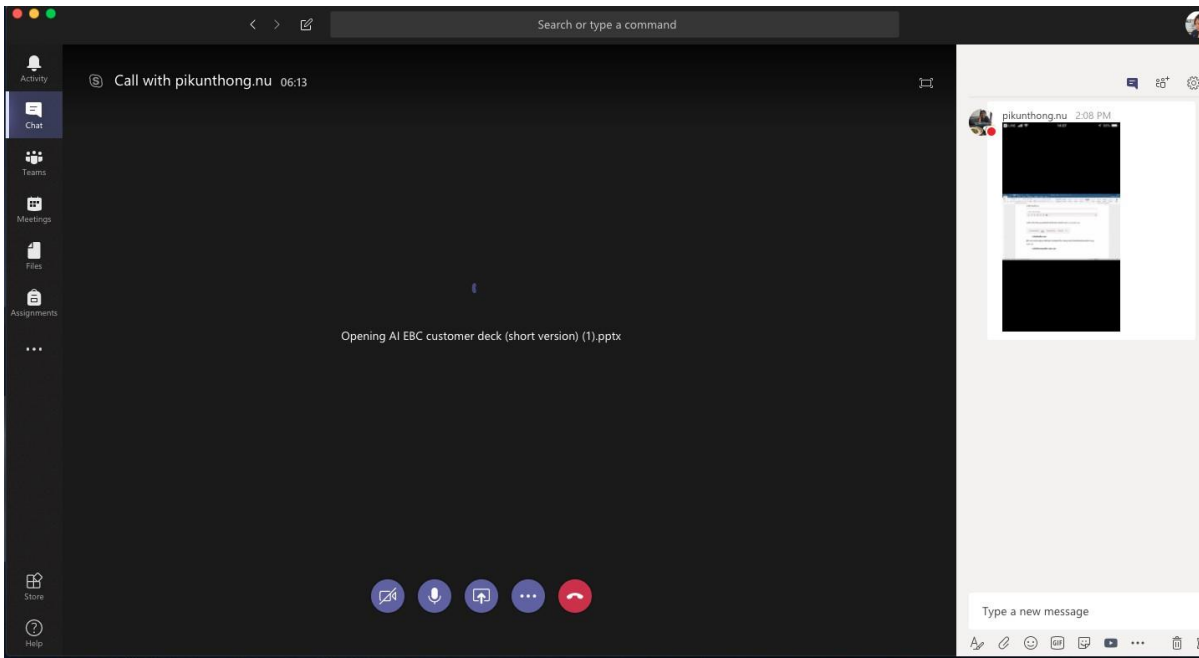 Search or type a command
Activity
Chat
Teams
Meetings
Files
Assignments
Store
Help
Call with pikunthong.nu 06:13
Opening AI EBC customer deck (short version) (1).pptx
pikunthong.nu 2:08 PM
Type a new message
GIF